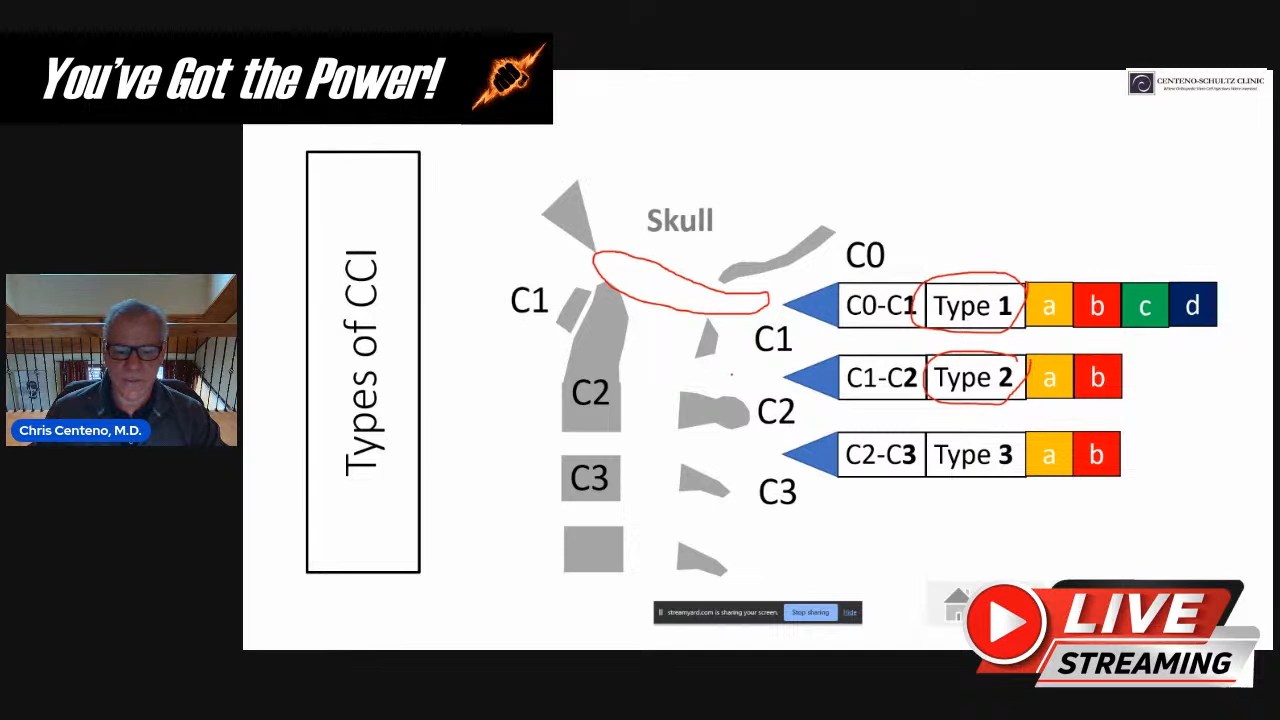 You've Got the Power!
CENTENO-SCHULTZ CLINIC
Types of CCI
Skull
C0
C1
C0-C1 Type 1 a b c d
C1
C1-C2 Type 2 a b
C2
C2
C2-C3 Type 3 a b
C3
C3
Chris Centeno, M.D.
streamyard.com is sharing your screen. Stop sharing Hide
LIVE
STREAMING